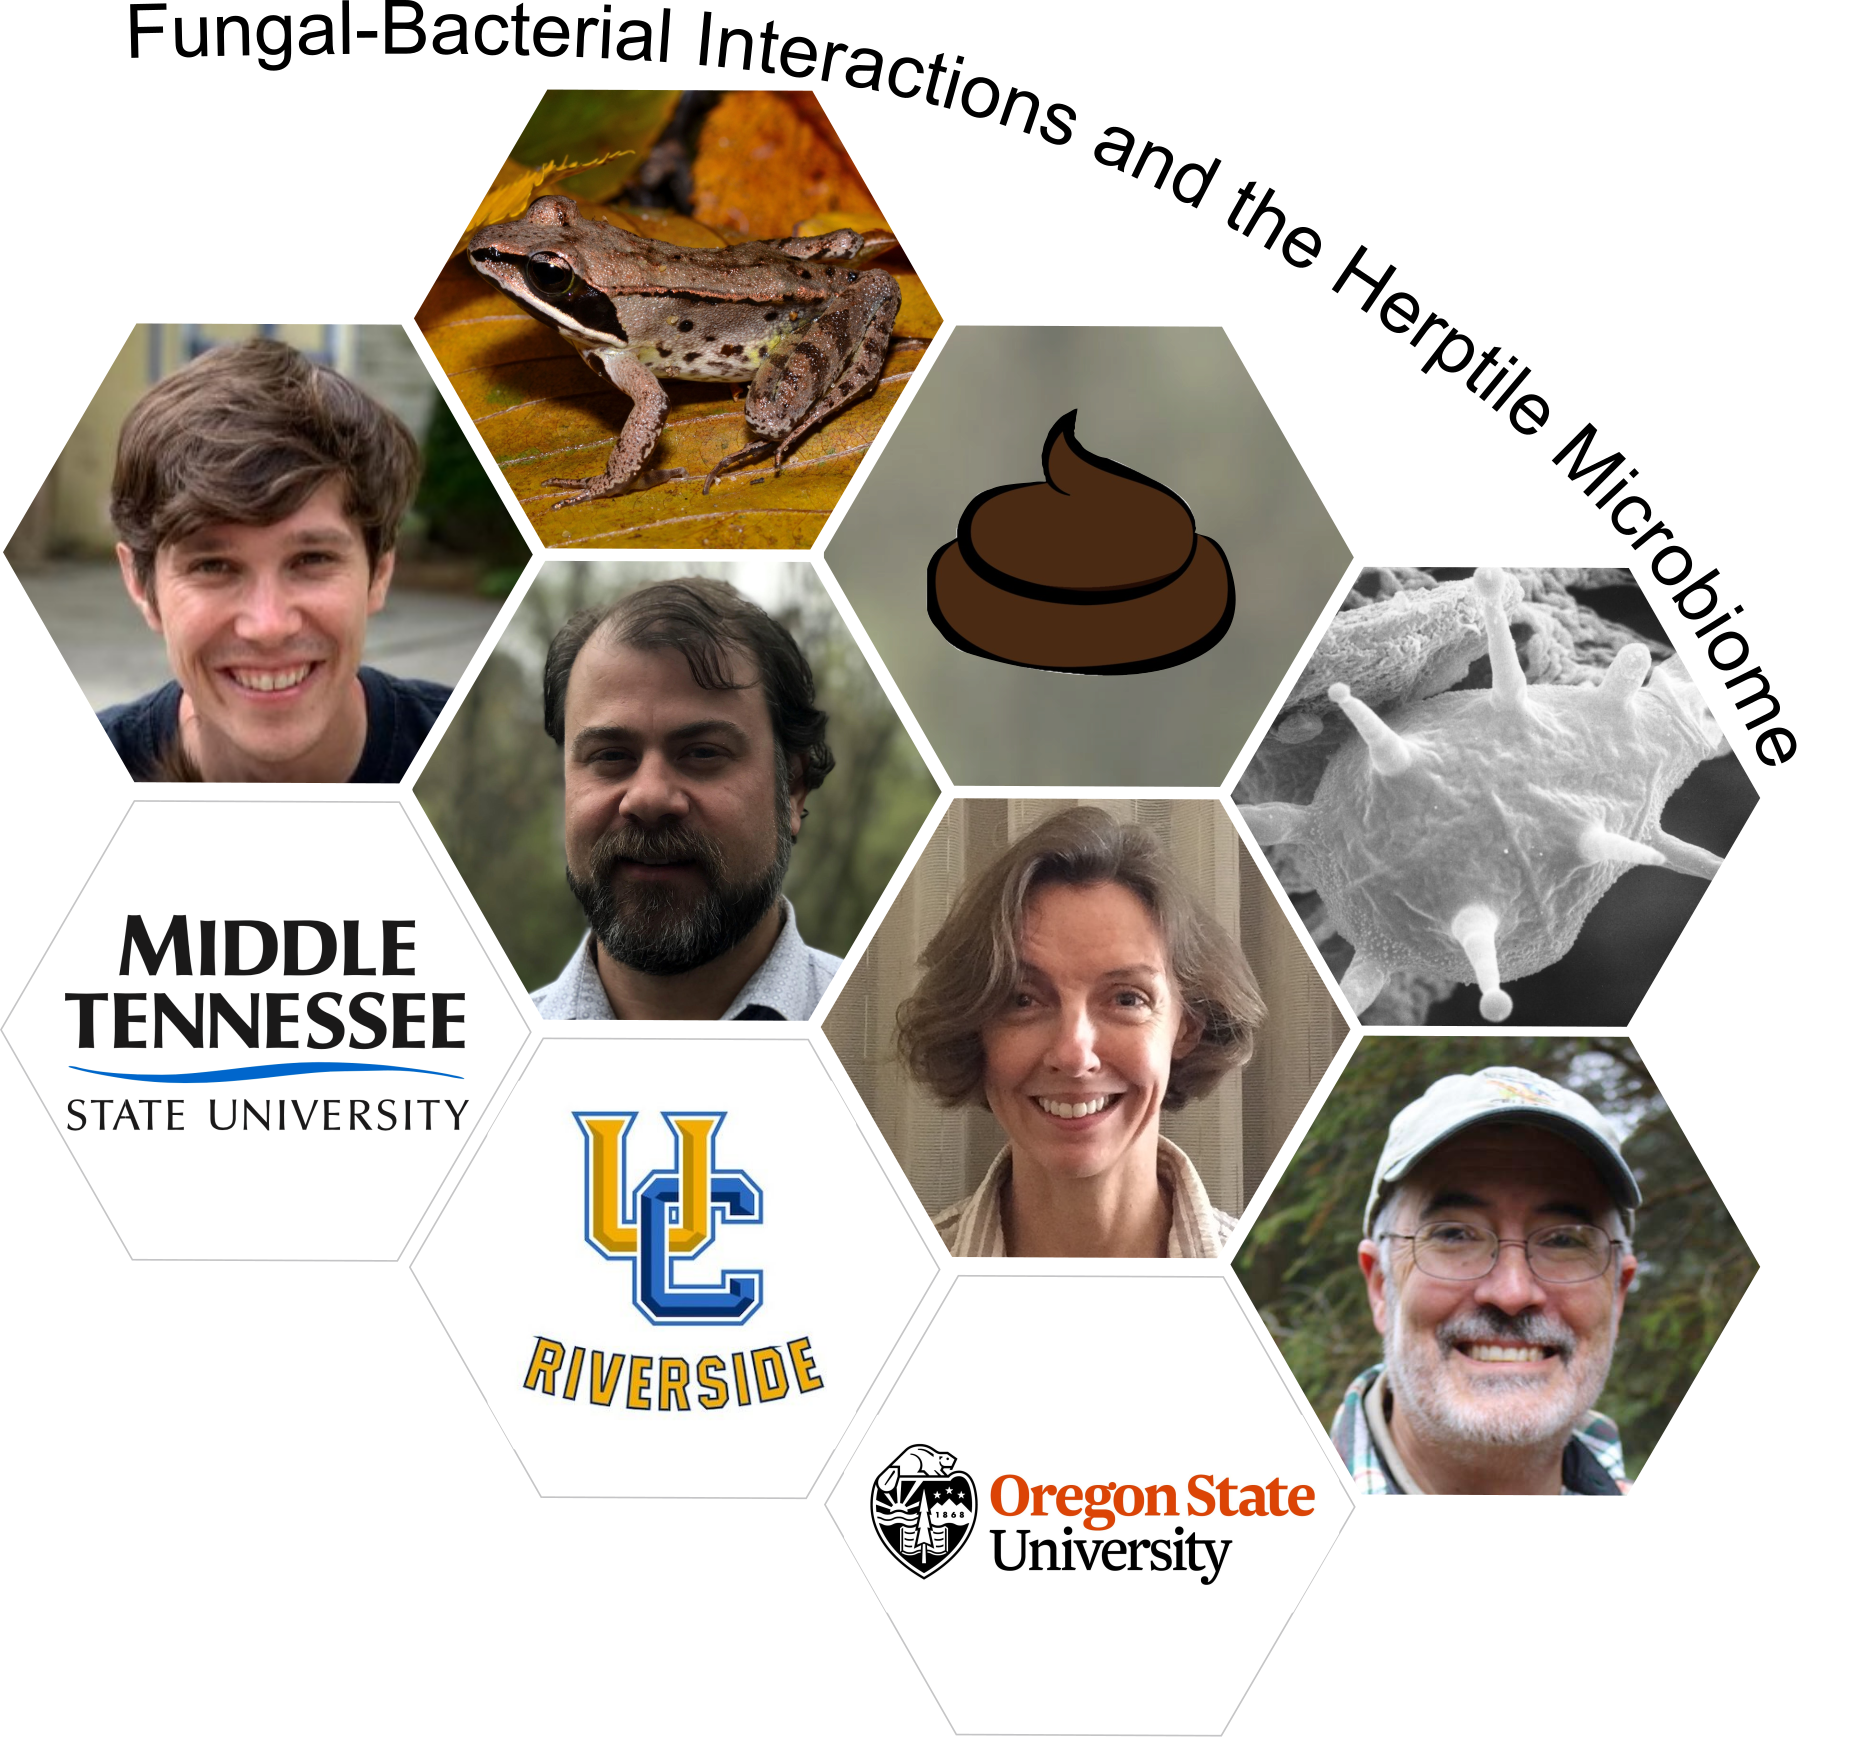 Fungal-Bacterial Interactions and the Herptile Microbiome
MIDDLE
TENNESSEE
STATE UNIVERSITY
UC
RIVERSIDE
1868
Oregon State
University